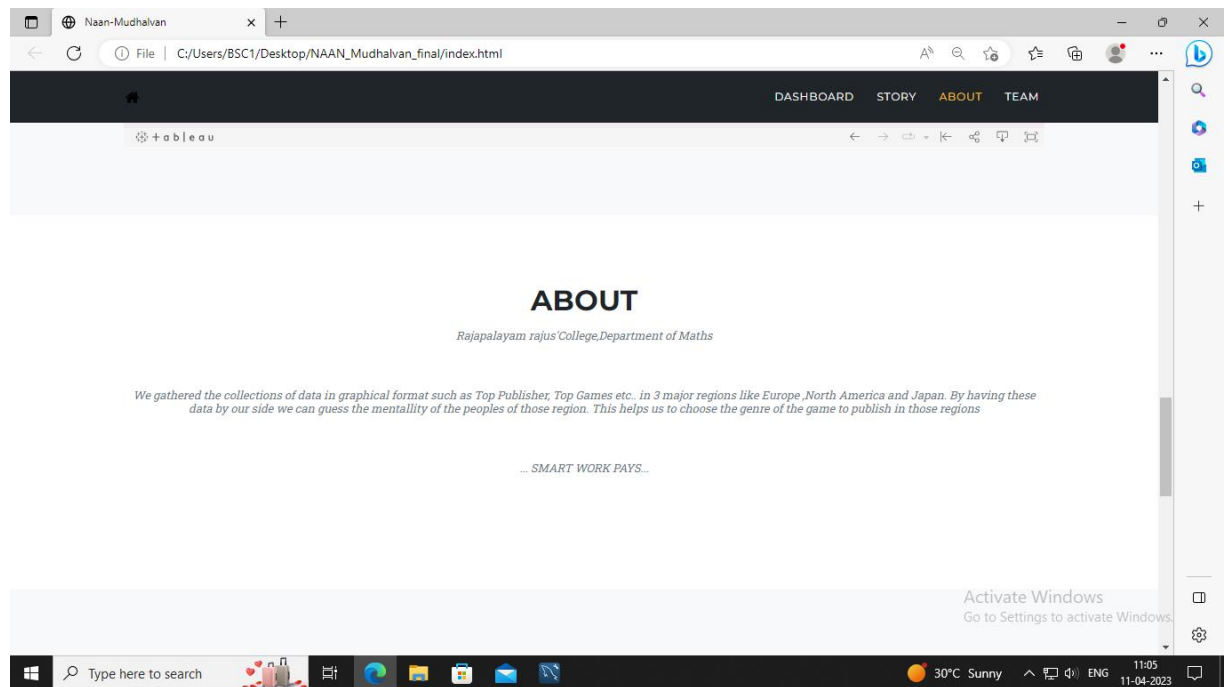 Naan-Mudhalvan
File | C:/Users/BSC1/Desktop/NAAN_Mudhalvan_final/index.html
DASHBOARD STORY ABOUT TEAM
+ a b | e a u
ABOUT
Rajapalayam rajus'College,Department of Maths
We gathered the collections of data in graphical format such as Top Publisher, Top Games etc.. in 3 major regions like Europe ,North America and Japan. By having these
data by our side we can guess the mentallity of the peoples of those region. This helps us to choose the genre of the game to publish in those regions
... SMART WORK PAYS...
Activate Windows
Go to Settings to activate Windows.
Type here to search
30°C Sunny
ENG
11:05
11-04-2023